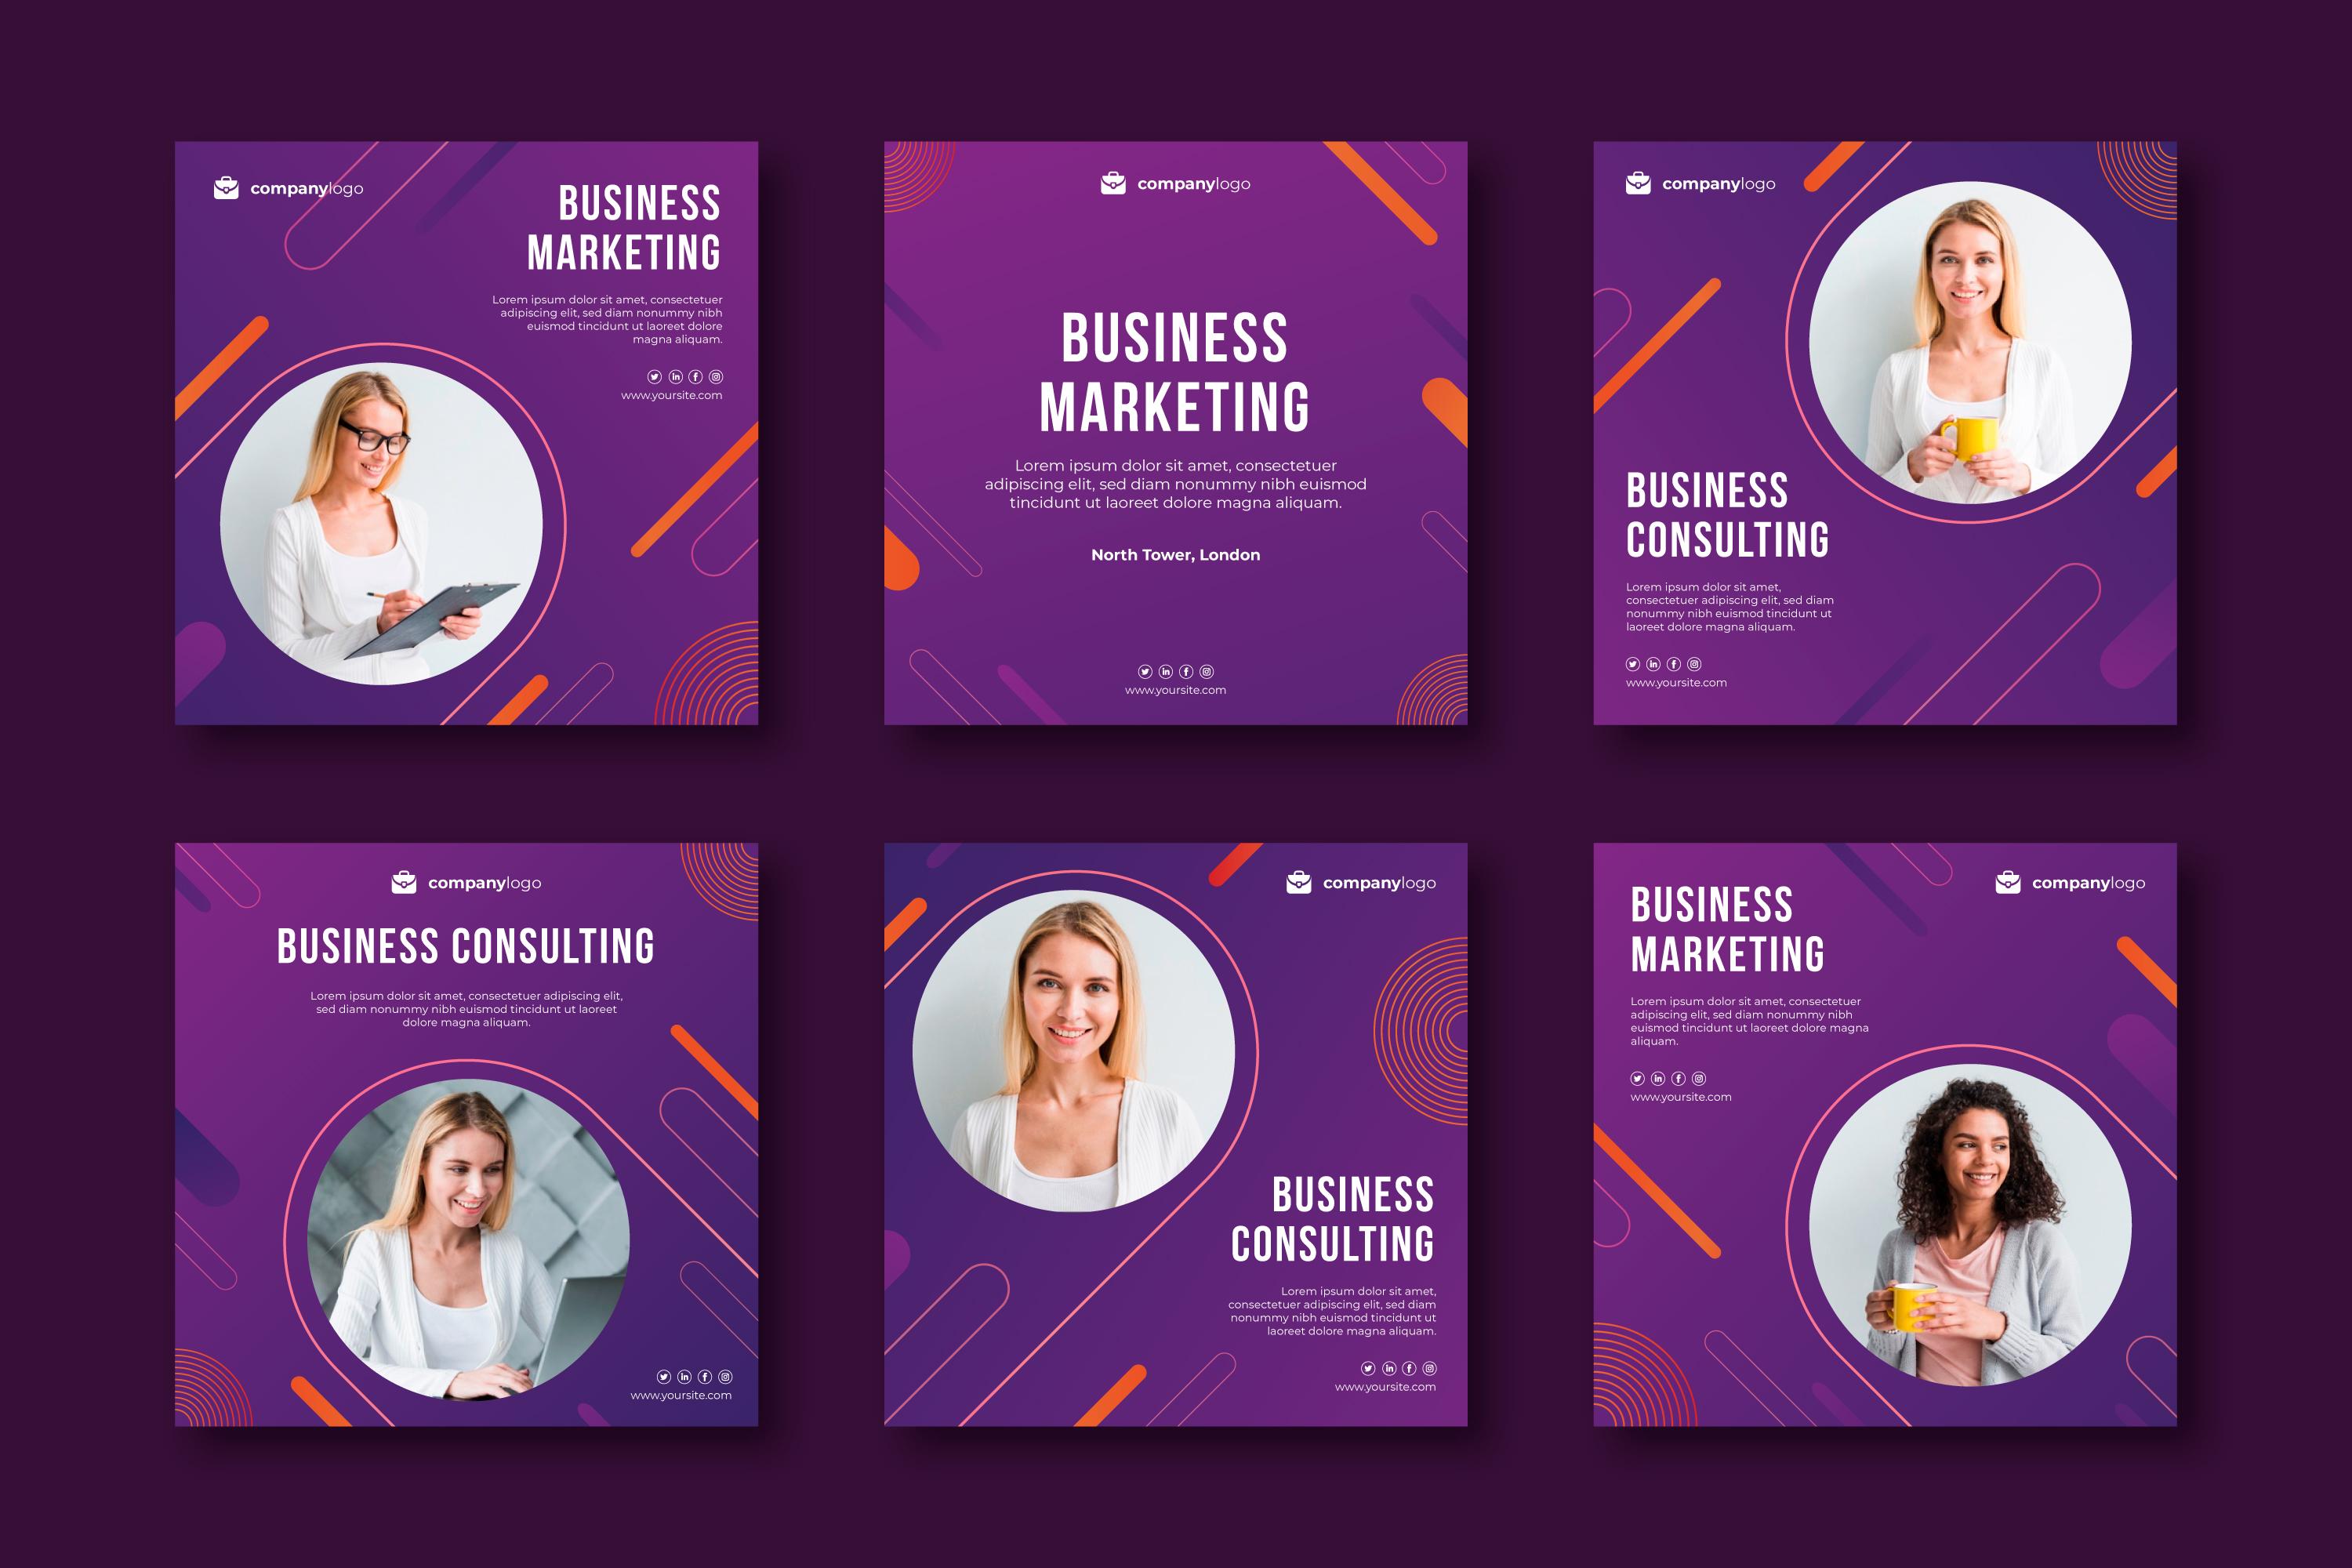 companylogo
BUSINESS
MARKETING
Lorem ipsum dolor sit amet, consectetuer
adipiscing elit, sed diam nonummy nibh
euismod tincidunt ut laoreet dolore
magna aliquam.
www.yoursite.com
companylogo
BUSINESS
MARKETING
Lorem ipsum dolor sit amet, consectetuer
adipiscing elit, sed diam nonummy nibh euismod
tincidunt ut laoreet dolore magna aliquam.
North Tower, London
www.yoursite.com
companylogo
BUSINESS
CONSULTING
Lorem ipsum dolor sit amet,
consectetuer adipiscing elit, sed diam
nonummy nibh euismod tincidunt ut
laoreet dolore magna aliquam.
www.yoursite.com
companylogo
BUSINESS CONSULTING
Lorem ipsum dolor sit amet, consectetuer adipiscing elit,
sed diam nonummy nibh euismod tincidunt ut laoreet
dolore magna aliquam.
www.yoursite.com
companylogo
BUSINESS
CONSULTING
Lorem ipsum dolor sit amet,
consectetuer adipiscing elit, sed diam
nonummy nibh euismod tincidunt ut
laoreet dolore magna aliquam.
www.yoursite.com
companylogo
BUSINESS
MARKETING
Lorem ipsum dolor sit amet, consectetuer
adipiscing elit, sed diam nonummy nibh
euismod tincidunt ut laoreet dolore magna
aliquam.
www.yoursite.com